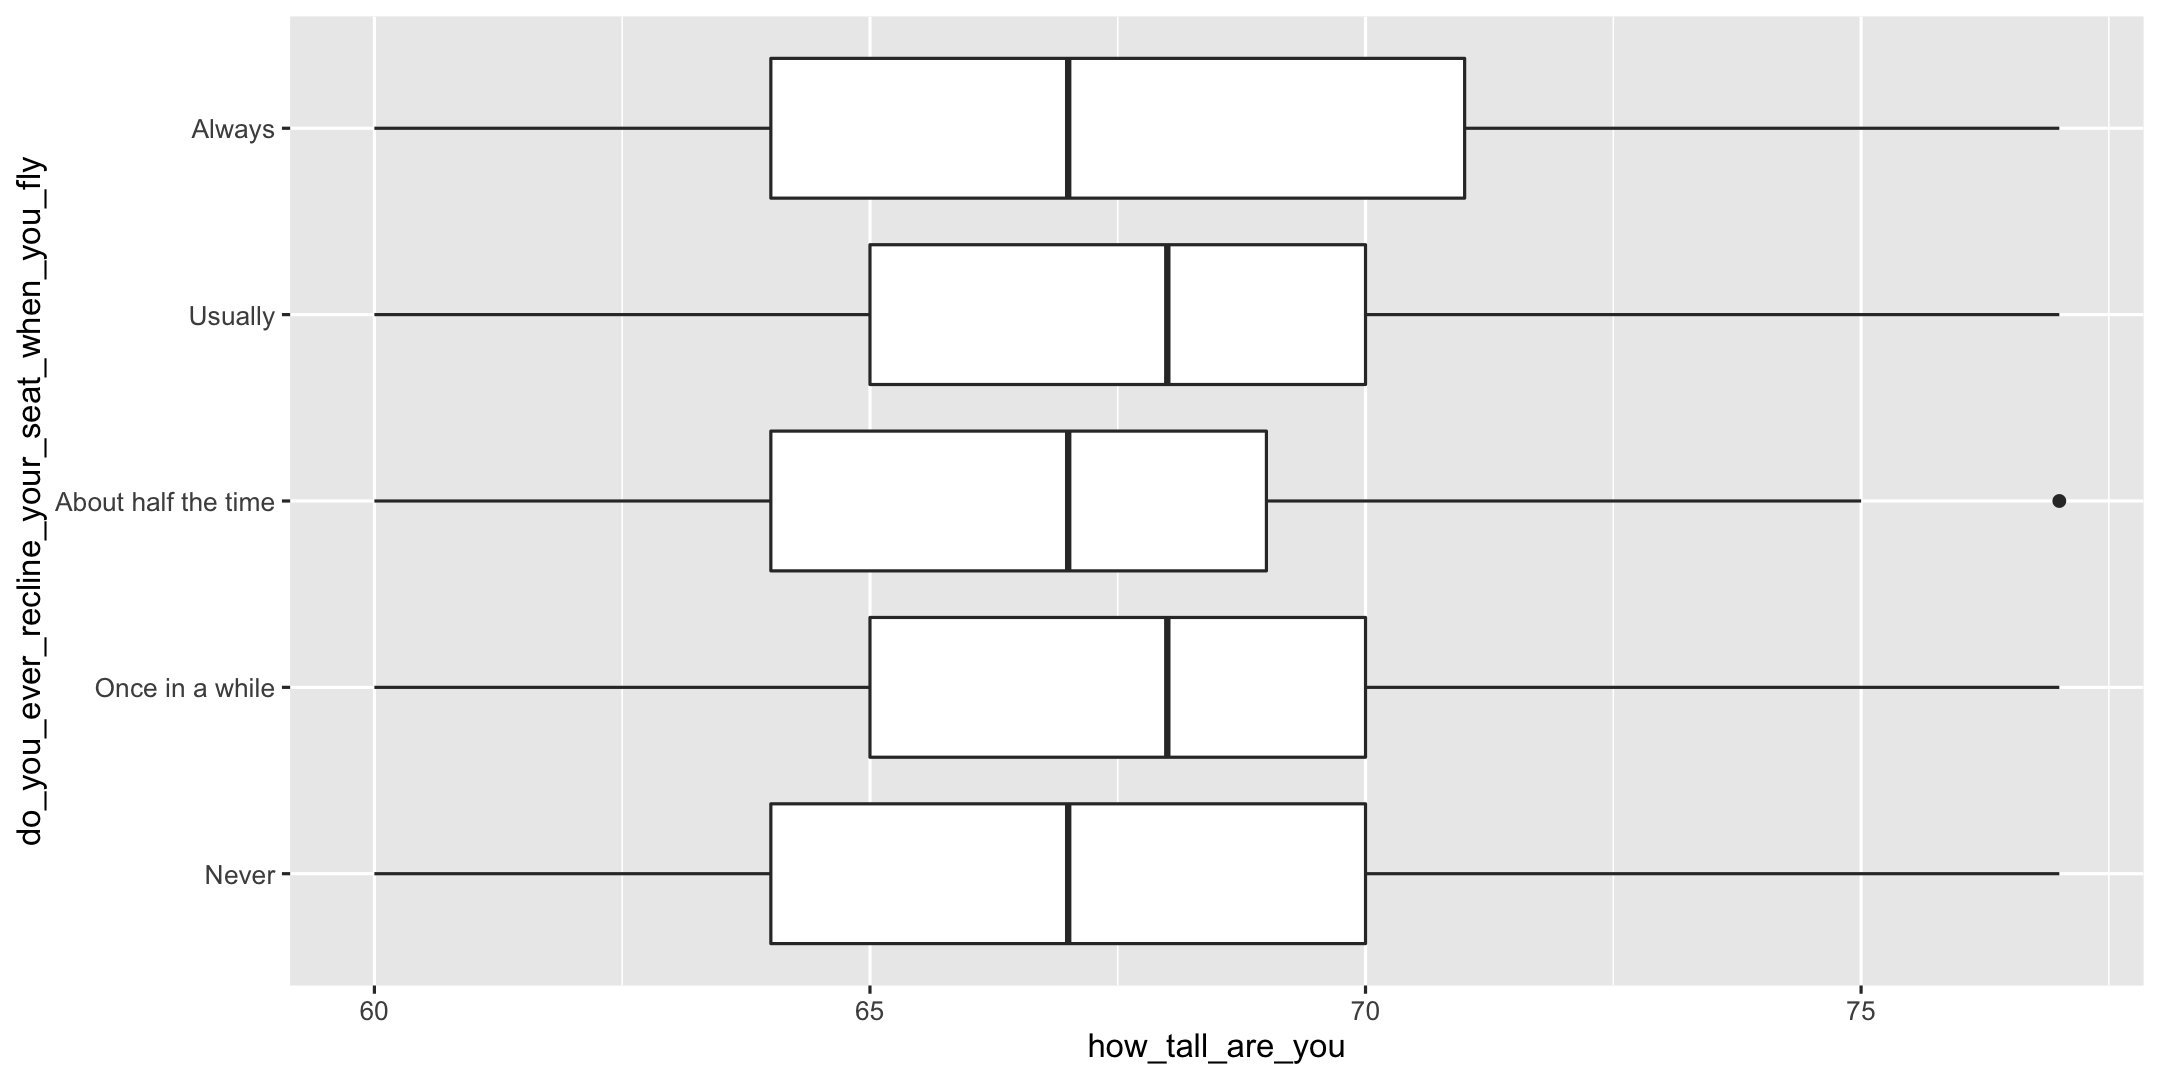 do_you_ever_recline_your_seat_when_you_fly
Always
Usually
About half the time
Once in a while
Never
60 65 70 75
how_tall_are_you